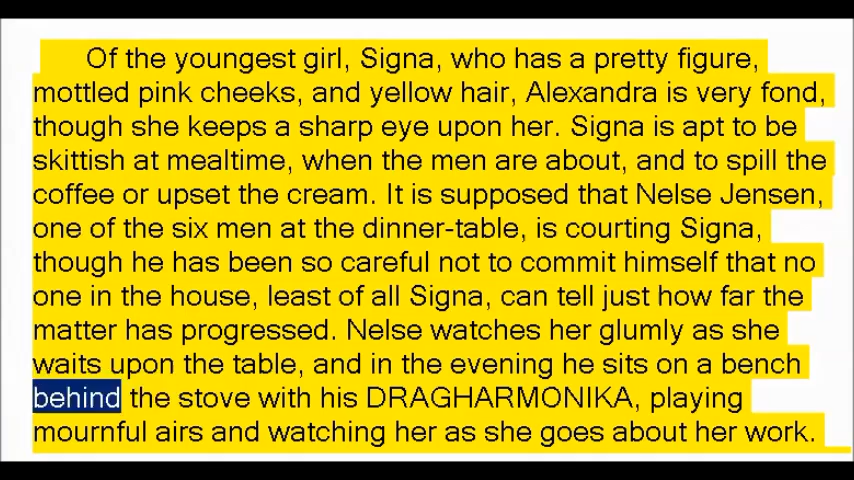 Of the youngest girl, Signa, who has a pretty figure,
mottled pink cheeks, and yellow hair, Alexandra is very fond,
though she keeps a sharp eye upon her. Signa is apt to be
skittish at mealtime, when the men are about, and to spill the
coffee or upset the cream. It is supposed that Nelse Jensen,
one of the six men at the dinner-table, is courting Signa,
though he has been so careful not to commit himself that no
one in the house, least of all Signa, can tell just how far the
matter has progressed. Nelse watches her glumly as she
waits upon the table, and in the evening he sits on a bench
behind the stove with his DRAGHARMONIKA, playing
mournful airs and watching her as she goes about her work.